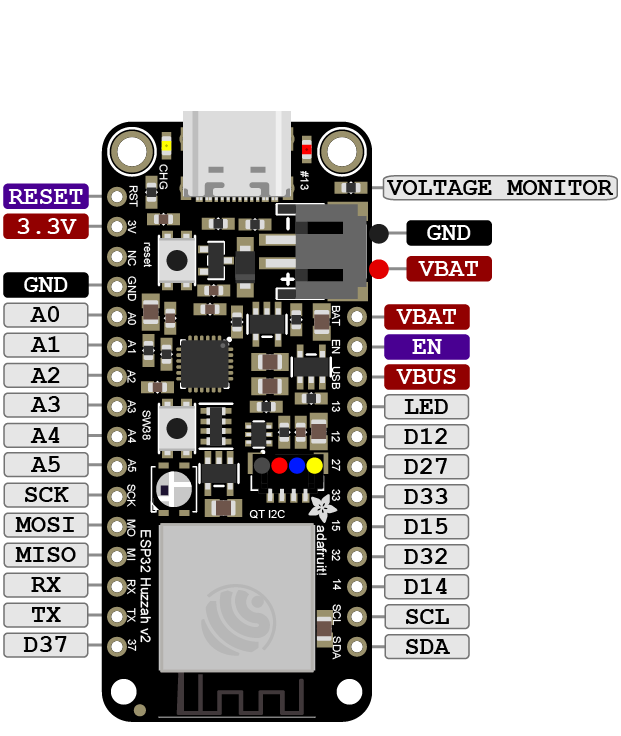 CHG
#13
RESET
RST
VOLTAGE MONITOR
3.3V
3V
GND
NC
reset
VBAT
GND
GND
A0
A0
BAT
VBAT
A1
A1
EN
EN
A2
A2
USB
VBUS
A3
A3
SW38
13
LED
A4
A4
12
D12
A5
A5
27
D27
SCK
SCK
33
D33
QT I2C
MOSI
MO
15
D15
ESP32 Huzzah v2
adafruit!
MISO
MI
32
D32
RX
RX
14
D14
TX
TX
SCL
SCL
D37
37
SDA
SDA